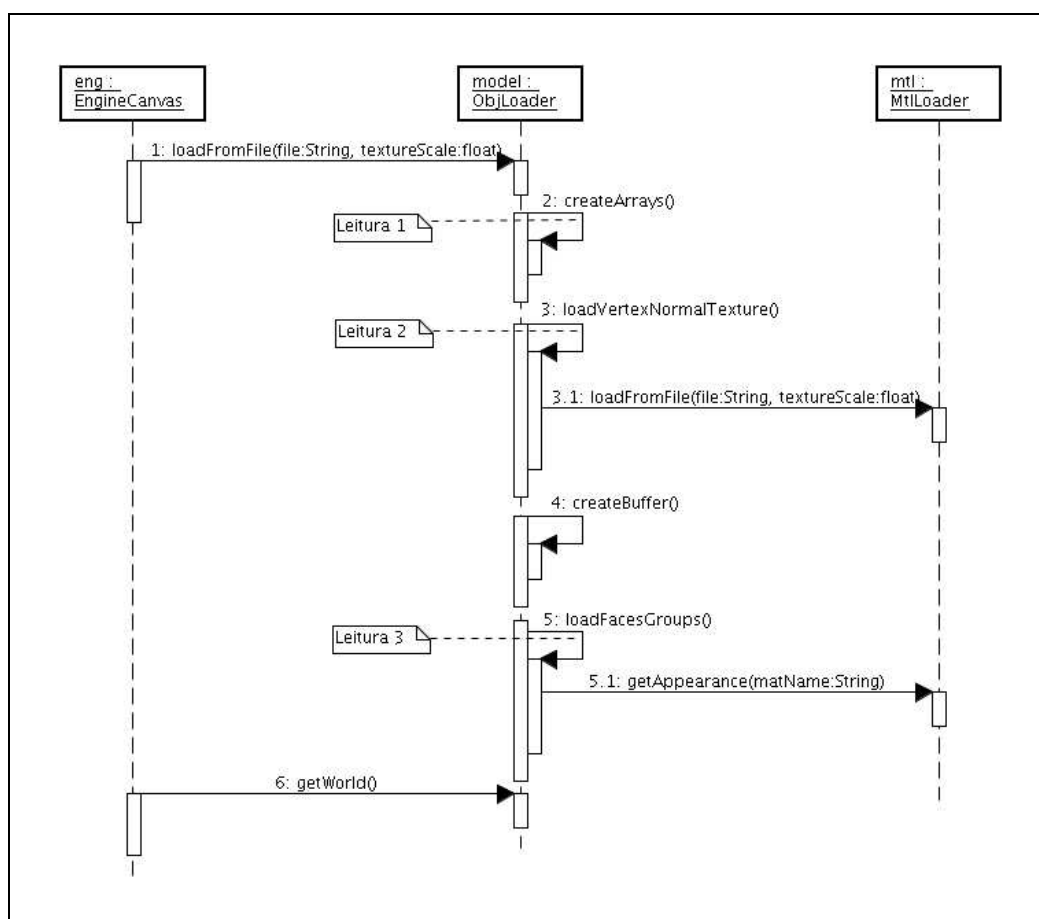 eng :
EngineCanvas
model :
ObjLoader
mtl :
MtlLoader
1: loadFromFile(file:String, textureScale:float)
2: createArrays()
Leitura 1
3: loadVertexNormalTexture()
Leitura 2
3.1: loadFromFile(file:String, textureScale:float)
4: createBuffer()
5: loadFacesGroups()
Leitura 3
5.1: getAppearance(matName:String)
6: getWorld()